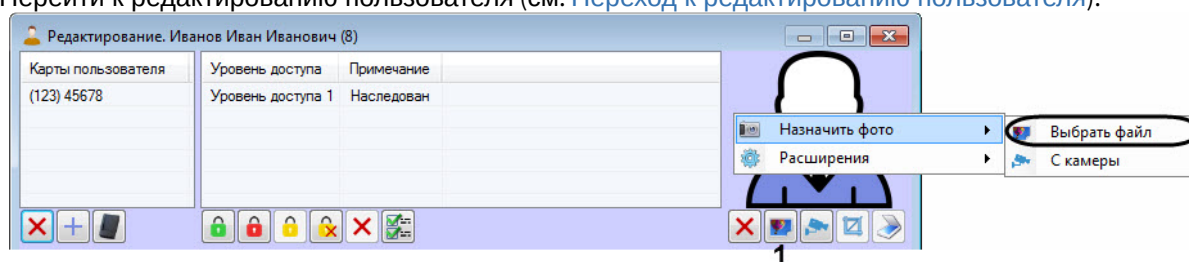 Перейти к редактированию пользователя (см. Переход к редактированию пользователя).
Редактирование. Иванов Иван Иванович (8)
Карты пользователя
Уровень доступа Примечание
(123) 45678
Уровень доступа 1 Наследован
Назначить фото
Выбрать файл
Расширения
С камеры
1